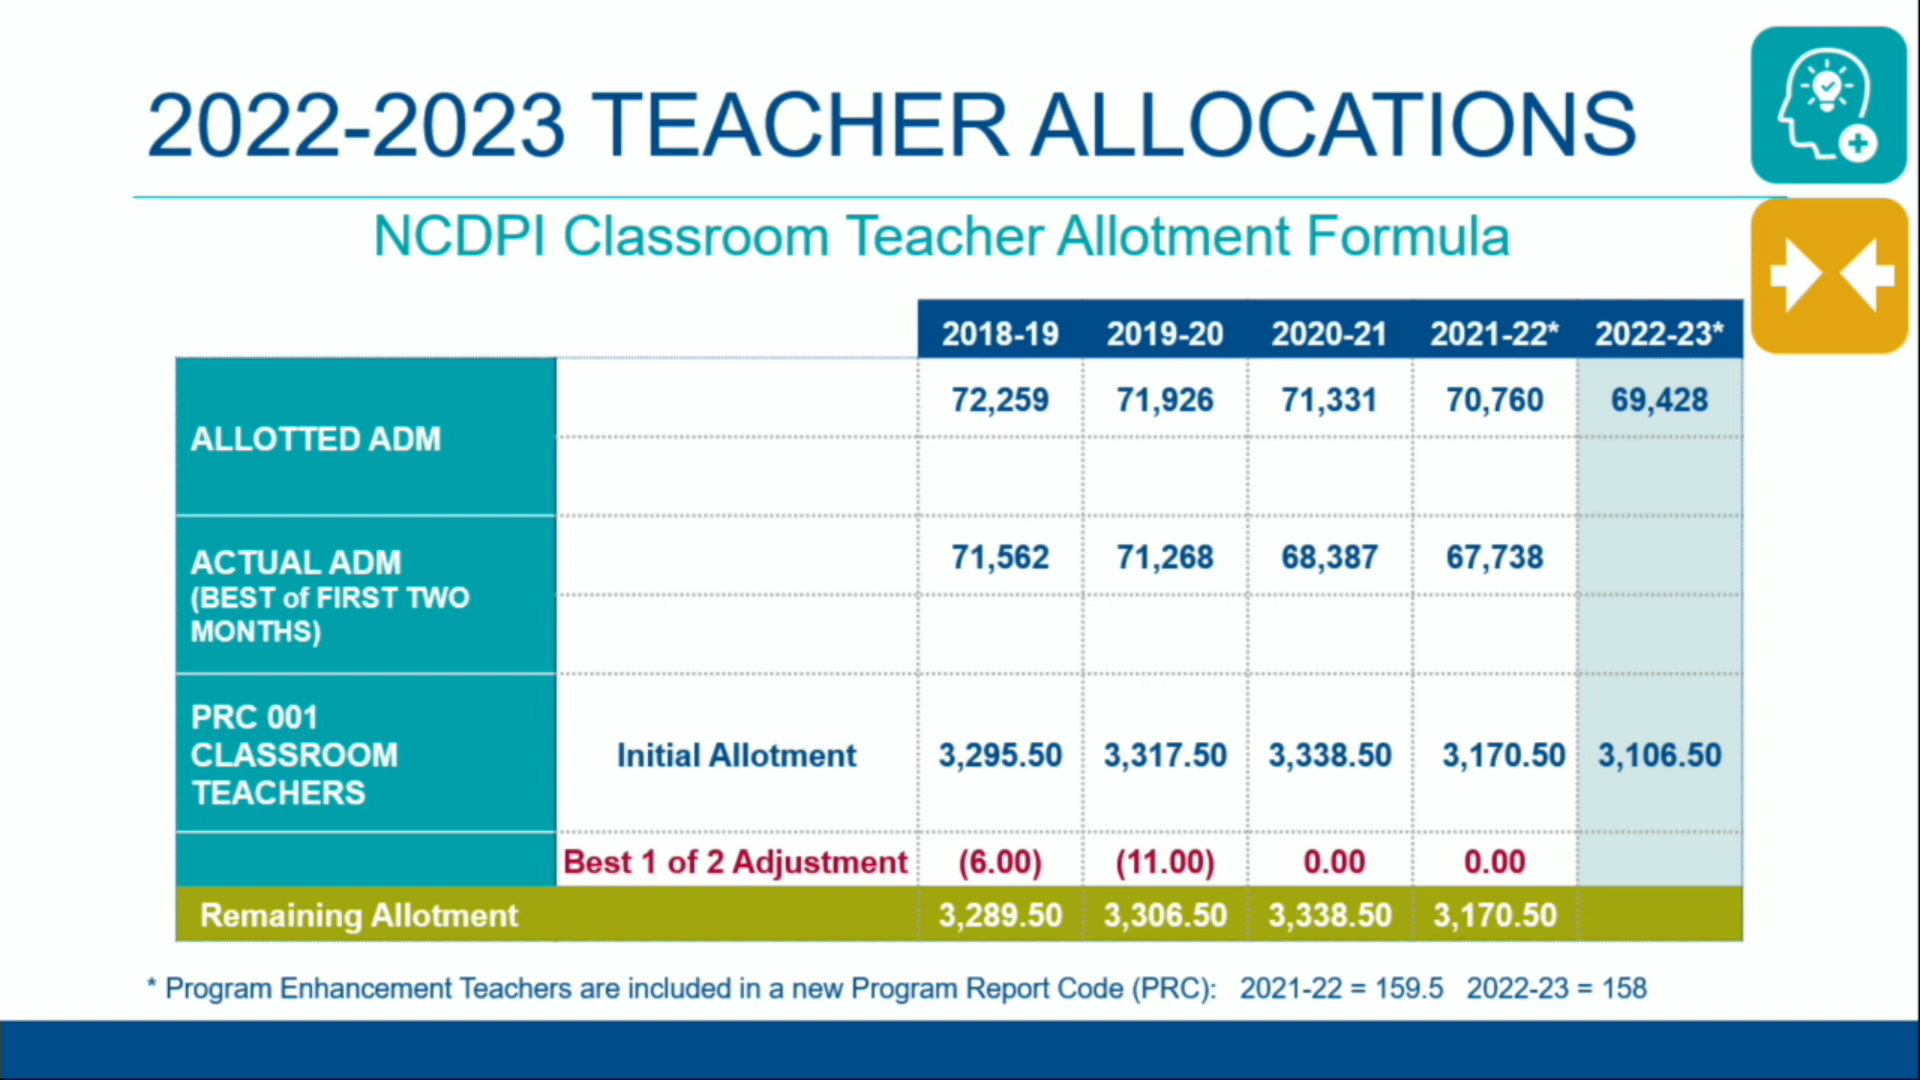 2022-2023 TEACHER ALLOCATIONS
NCDPI Classroom Teacher Allotment Formula
2018-19 2019-20 2020-21 2021-22* 2022-23*
ALLOTTED ADM
72,259 71,926 71,331 70,760 69,428
ACTUAL ADM
(BEST of FIRST TWO
MONTHS)
71,562 71,268 68,387 67,738
PRC 001
CLASSROOM
TEACHERS
Initial Allotment 3,295.50 3,317.50 3,338.50 3,170.50 3,106.50
Best 1 of 2 Adjustment (6.00) (11.00) 0.00 0.00
Remaining Allotment 3,289.50 3,306.50 3,338.50 3,170.50
* Program Enhancement Teachers are included in a new Program Report Code (PRC): 2021-22 = 159.5 2022-23 = 158